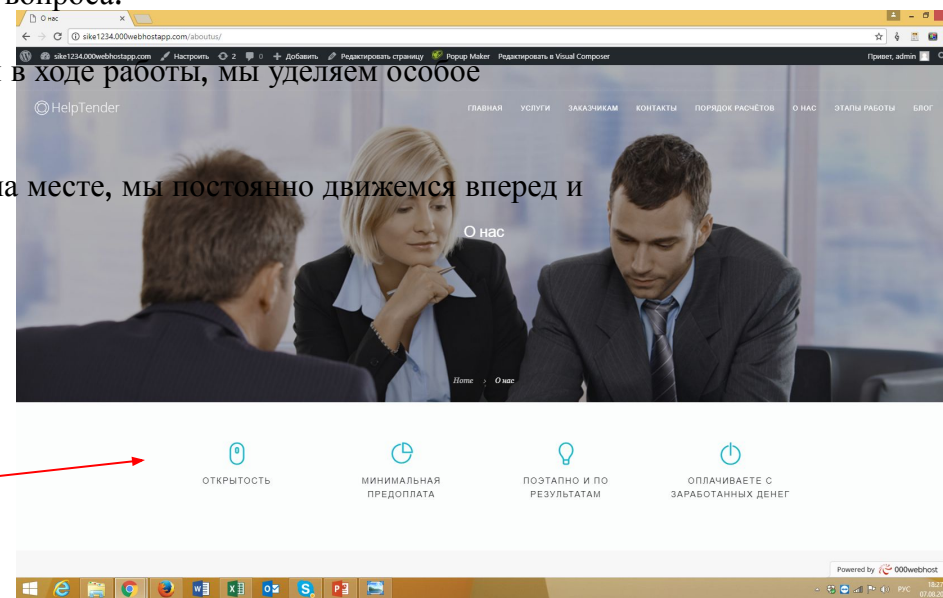 вопроса.
О нас
sike1234.000webhostapp.com/aboutus/
sike1234.000webhostapp.com Настроить 2 0 + Добавить Редактировать страницу Popup Maker Редактировать в Visual Composer Привет, admin
в ходе работы, мы уделяем особое
HelpTender ГЛАВНАЯ УСЛУГИ ЗАКАЗЧИКАМ КОНТАКТЫ ПОРЯДОК РАСЧЁТОВ О НАС ЭТАПЫ РАБОТЫ БЛОГ
на месте, мы постоянно движемся вперед и
О нас
Home > О нас
ОТКРЫТОСТЬ
МИНИМАЛЬНАЯ
ПРЕДОПЛАТА
ПОЭТАПНО И ПО
РЕЗУЛЬТАТАМ
ОПЛАЧИВАЕТЕ С
ЗАРАБОТАННЫХ ДЕНЕГ
Powered by 000webhost
РУС